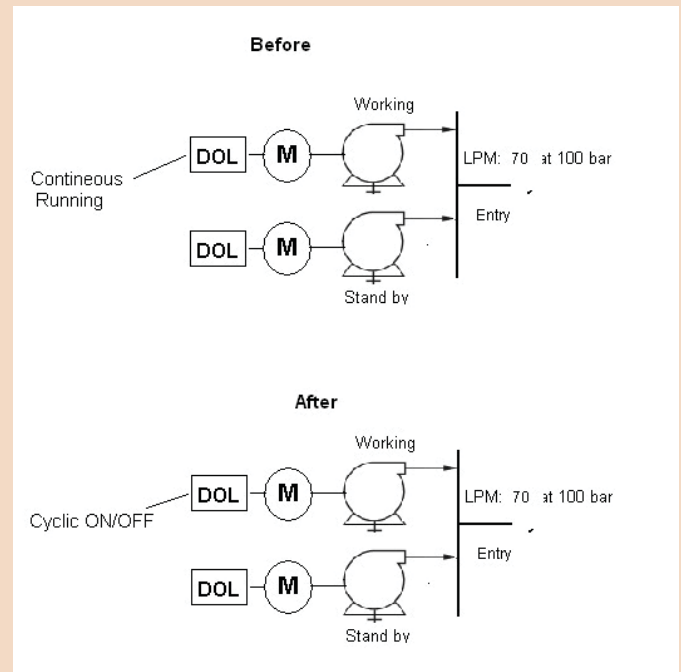 Before
Working
DOL
M
LPM: 70 at 100 bar
Contineous
Running
Entry
DOL
M
Stand by
After
Working
DOL
M
LPM: 70 at 100 bar
Cyclic ON/OFF
Entry
DOL
M
Stand by